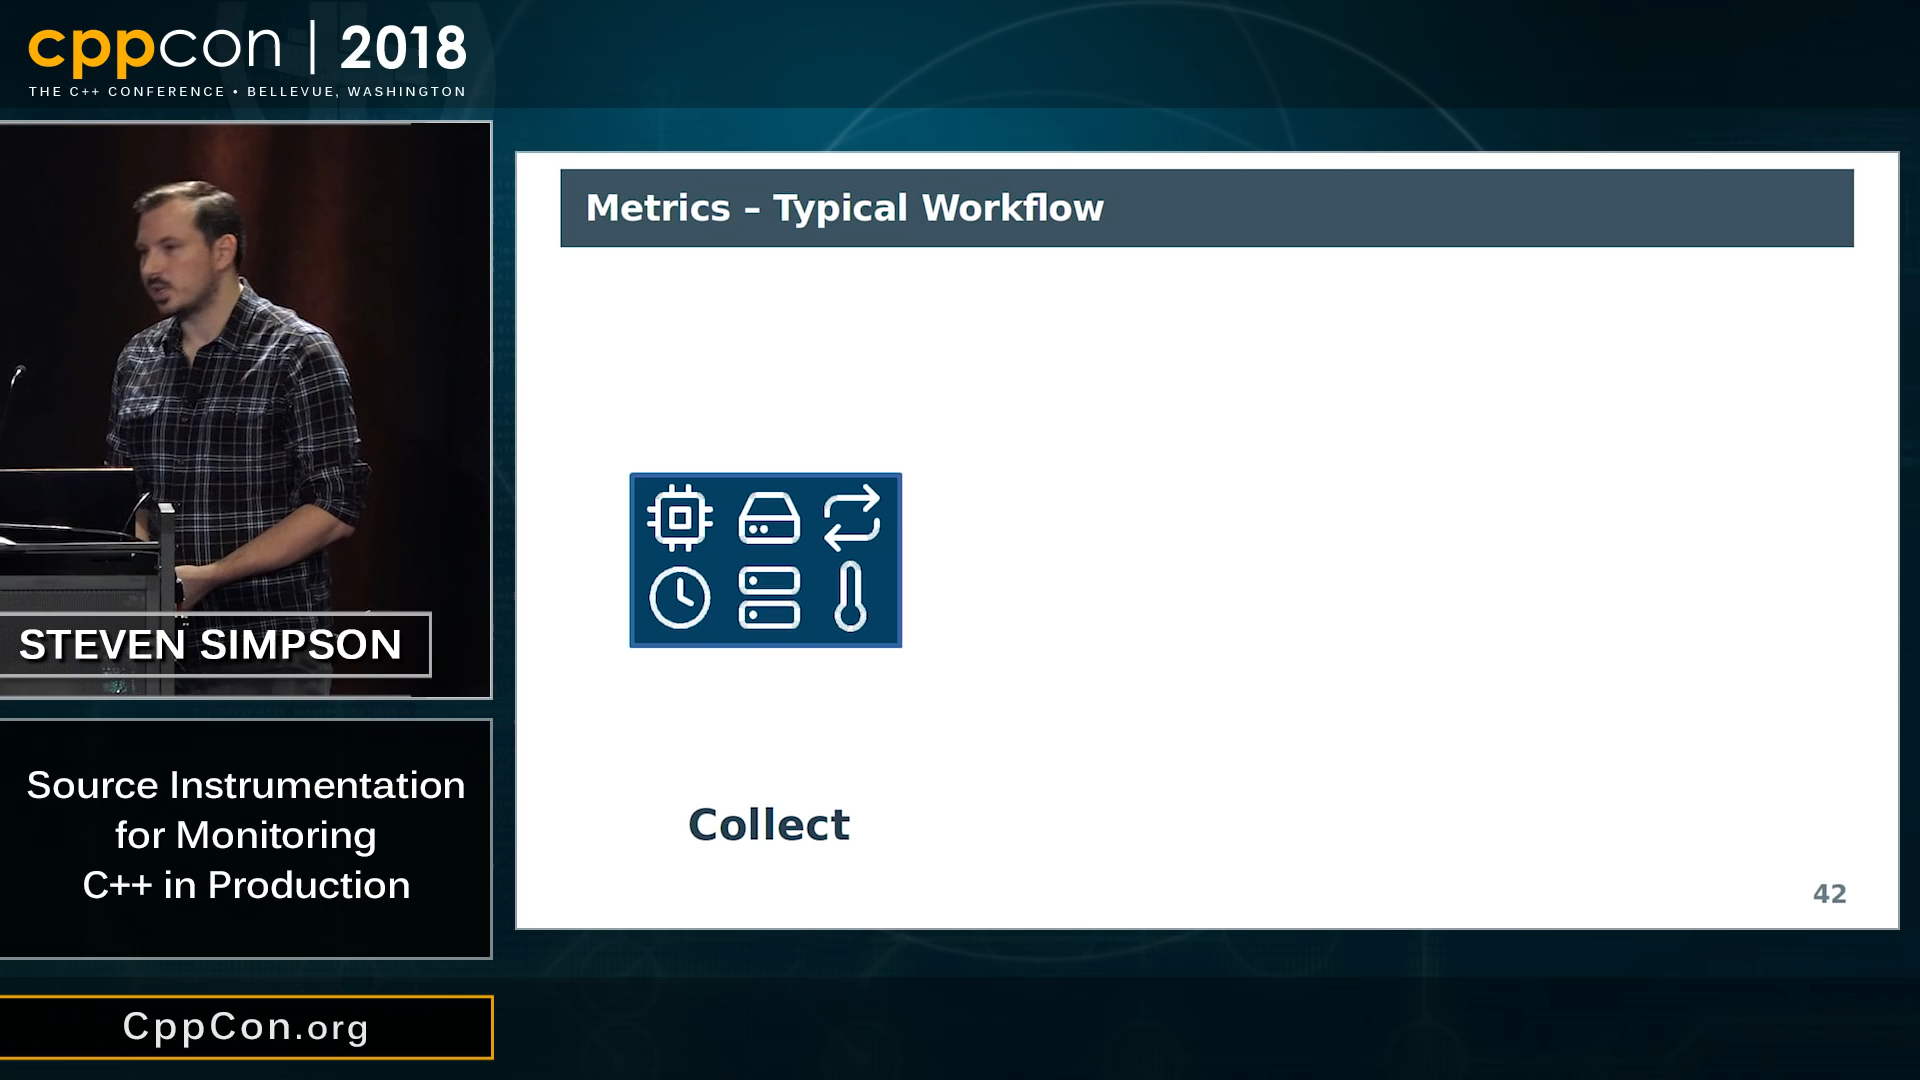 cppcon | 2018
THE C++ CONFERENCE • BELLEVUE, WASHINGTON
STEVEN SIMPSON
Source Instrumentation
for Monitoring
C++ in Production
CppCon.org
Metrics – Typical Workflow
Collect
42